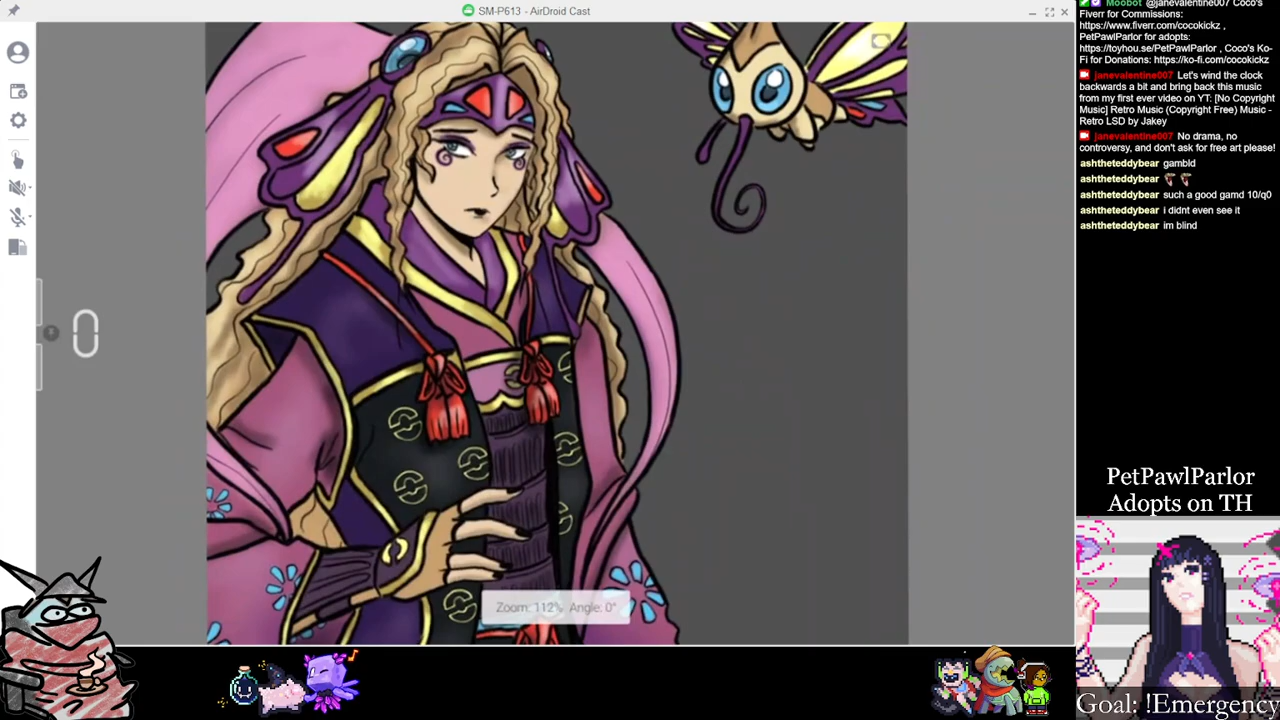 SM-P613 - AirDroid Cast
Moobot: @janevalentine007 Coco's
Fiverr for Commissions:
https://www.fiverr.com/cocokickz ,
PetPawlParlor for adopts:
https://toyhou.se/PetPawlParlor , Coco's Ko-
Fi for Donations: https://ko-fi.com/cocokickz
janevalentine007 Let's wind the clock
backwards a bit and bring back this music
from my first ever video on YT: [No Copyright
Music] Retro Music (Copyright Free) Music -
Retro LSD by Jakey
janevalentine007 No drama, no
controversy, and don't ask for free art please!
ashtheteddybear gambld
ashtheteddybear
ashtheteddybear such a good gamd 10/q0
ashtheteddybear i didnt even see it
ashtheteddybear im blind
PetPawlParlor
Adopts on TH
Zoom: 112% Angle: 0°
Goal: !Emergency